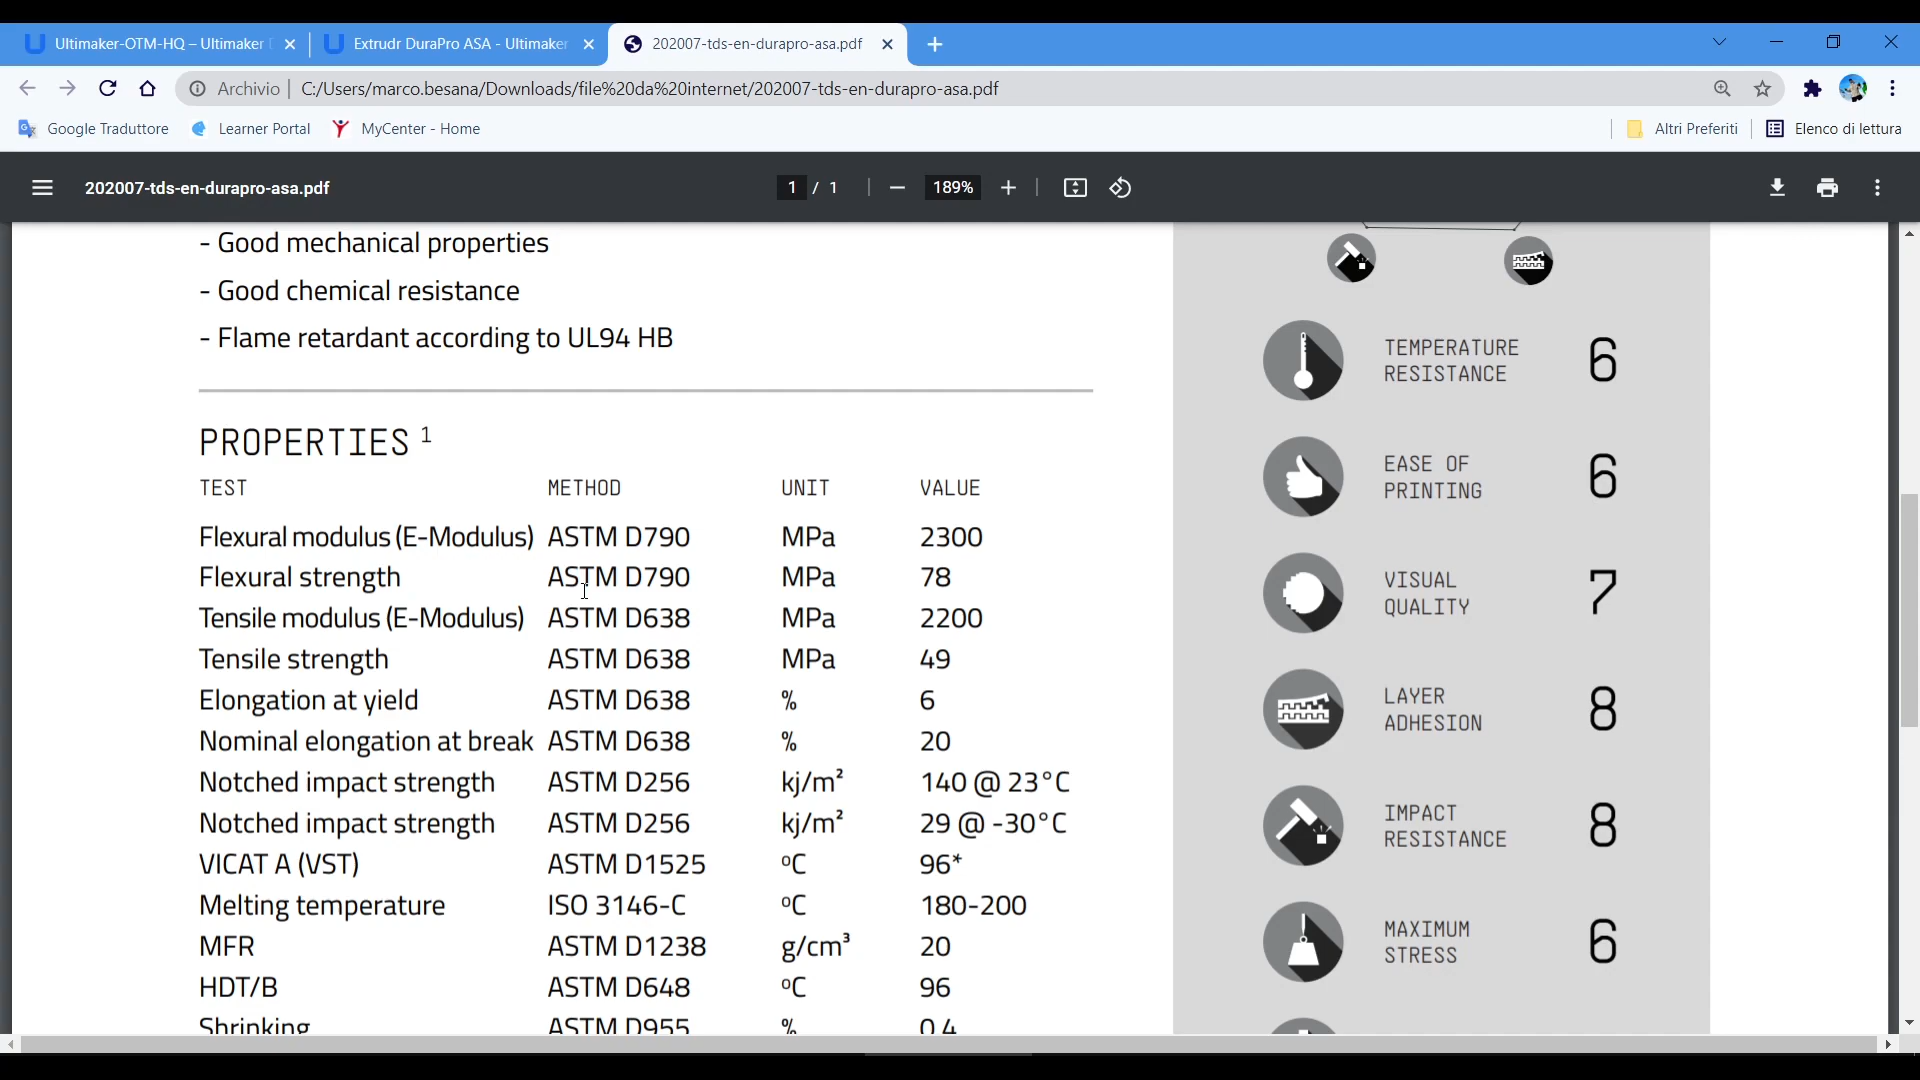 Ultimaker-OTM-HQ – Ultimaker
Extrudr DuraPro ASA - Ultimaker
202007-tds-en-durapro-asa.pdf
Archivio
C:/Users/marco.besana/Downloads/file%20da%20internet/202007-tds-en-durapro-asa.pdf
Google Traduttore
Learner Portal
MyCenter - Home
Altri Preferiti
Elenco di lettura
202007-tds-en-durapro-asa.pdf
1 / 1
189%
- Good mechanical properties
- Good chemical resistance
- Flame retardant according to UL94 HB
PROPERTIES ¹
TEST METHOD UNIT VALUE
Flexural modulus (E-Modulus) ASTM D790 MPa 2300
Flexural strength ASTM D790 MPa 78
Tensile modulus (E-Modulus) ASTM D638 MPa 2200
Tensile strength ASTM D638 MPa 49
Elongation at yield ASTM D638 % 6
Nominal elongation at break ASTM D638 % 20
Notched impact strength ASTM D256 kj/m² 140 @ 23°C
Notched impact strength ASTM D256 kj/m² 29 @ -30°C
VICAT A (VST) ASTM D1525 ºC 96*
Melting temperature ISO 3146-C ºC 180-200
MFR ASTM D1238 g/cm³ 20
HDT/B ASTM D648 ºC 96
Shrinking ASTM D955 % 0.4
TEMPERATURE
RESISTANCE
6
EASE OF
PRINTING
6
VISUAL
QUALITY
7
LAYER
ADHESION
8
IMPACT
RESISTANCE
8
MAXIMUM
STRESS
6